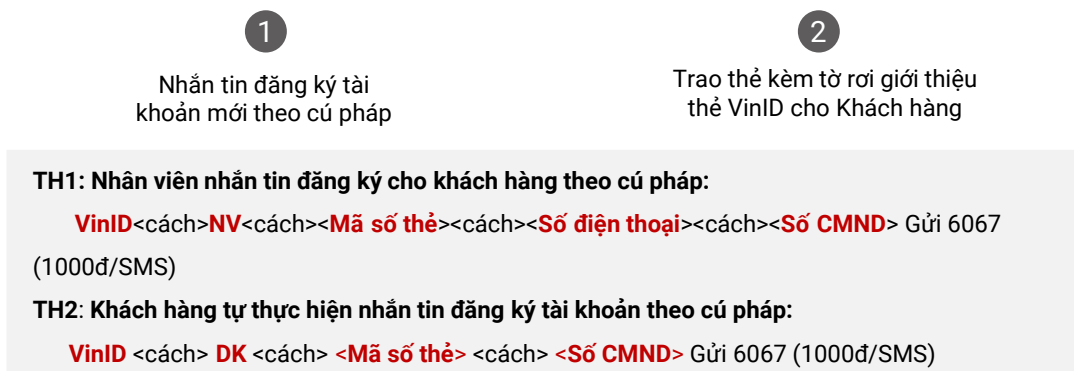 1
Nhắn tin đăng ký tài
khoản mới theo cú pháp
2
Trao thẻ kèm tờ rơi giới thiệu
thẻ VinID cho Khách hàng
TH1: Nhân viên nhắn tin đăng ký cho khách hàng theo cú pháp:
VinID<cách>NV<cách><Mã số thẻ><cách><Số điện thoại><cách><Số CMND> Gửi 6067
(1000đ/SMS)
TH2: Khách hàng tự thực hiện nhắn tin đăng ký tài khoản theo cú pháp:
VinID <cách> DK <cách> <Mã số thẻ> <cách> <Số CMND> Gửi 6067 (1000đ/SMS)